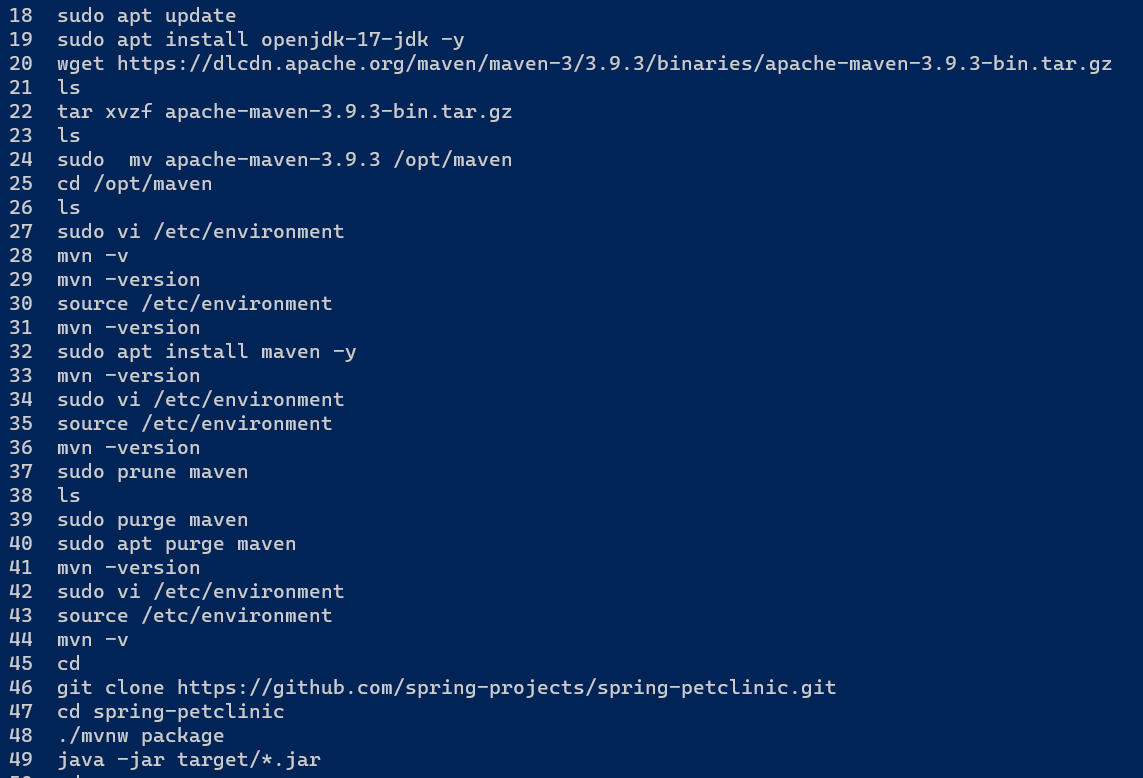 18 sudo apt update
19 sudo apt install openjdk-17-jdk -y
20 wget https://dlcdn.apache.org/maven/maven-3/3.9.3/binaries/apache-maven-3.9.3-bin.tar.gz
21 ls
22 tar xvzf apache-maven-3.9.3-bin.tar.gz
23 ls
24 sudo  mv apache-maven-3.9.3 /opt/maven
25 cd /opt/maven
26 ls
27 sudo vi /etc/environment
28 mvn -v
29 mvn -version
30 source /etc/environment
31 mvn -version
32 sudo apt install maven -y
33 mvn -version
34 sudo vi /etc/environment
35 source /etc/environment
36 mvn -version
37 sudo prune maven
38 ls
39 sudo purge maven
40 sudo apt purge maven
41 mvn -version
42 sudo vi /etc/environment
43 source /etc/environment
44 mvn -v
45 cd
46 git clone https://github.com/spring-projects/spring-petclinic.git
47 cd spring-petclinic
48 ./mvnw package
49 java -jar target/*.jar